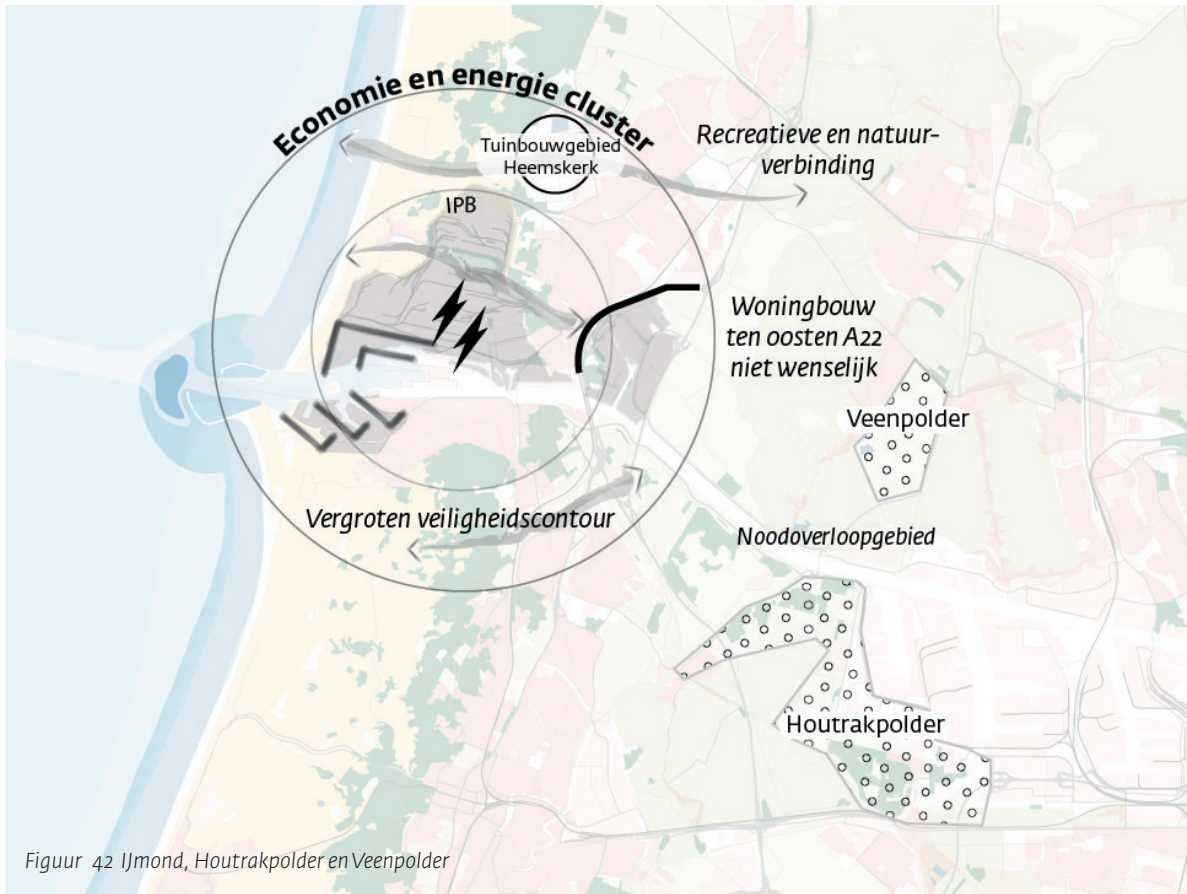 Economie en energie cluster
Tuinbouwgebied
Heemskerk
Recreatieve en natuur-
verbinding
IPB
Woningbouw
ten oosten A22
niet wenselijk
Veenpolder
Vergroten veiligheidscontour
Noodoverloopgebied
Houtrakpolder
Figuur 42 IJmond, Houtrakpolder en Veenpolder